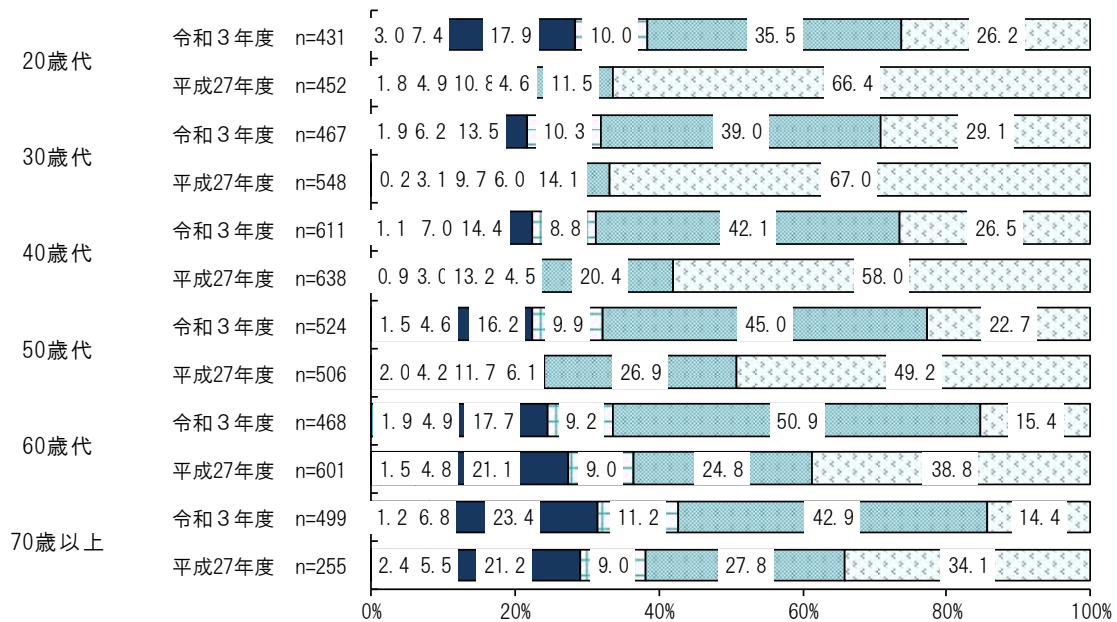 20歳代
令和３年度 n=431 3.0 7.4 17.9 10.0 35.5 26.2
平成27年度 n=452 1.8 4.9 10.8 4.6 11.5 66.4
30歳代
令和３年度 n=467 1.9 6.2 13.5 10.3 39.0 29.1
平成27年度 n=548 0.2 3.1 9.7 6.0 14.1 67.0
40歳代
令和３年度 n=611 1.1 7.0 14.4 8.8 42.1 26.5
平成27年度 n=638 0.9 3.0 13.2 4.5 20.4 58.0
50歳代
令和３年度 n=524 1.5 4.6 16.2 9.9 45.0 22.7
平成27年度 n=506 2.0 4.2 11.7 6.1 26.9 49.2
60歳代
令和３年度 n=468 1.9 4.9 17.7 9.2 50.9 15.4
平成27年度 n=601 1.5 4.8 21.1 9.0 24.8 38.8
70歳以上
令和３年度 n=499 1.2 6.8 23.4 11.2 42.9 14.4
平成27年度 n=255 2.4 5.5 21.2 9.0 27.8 34.1
0% 20% 40% 60% 80% 100%